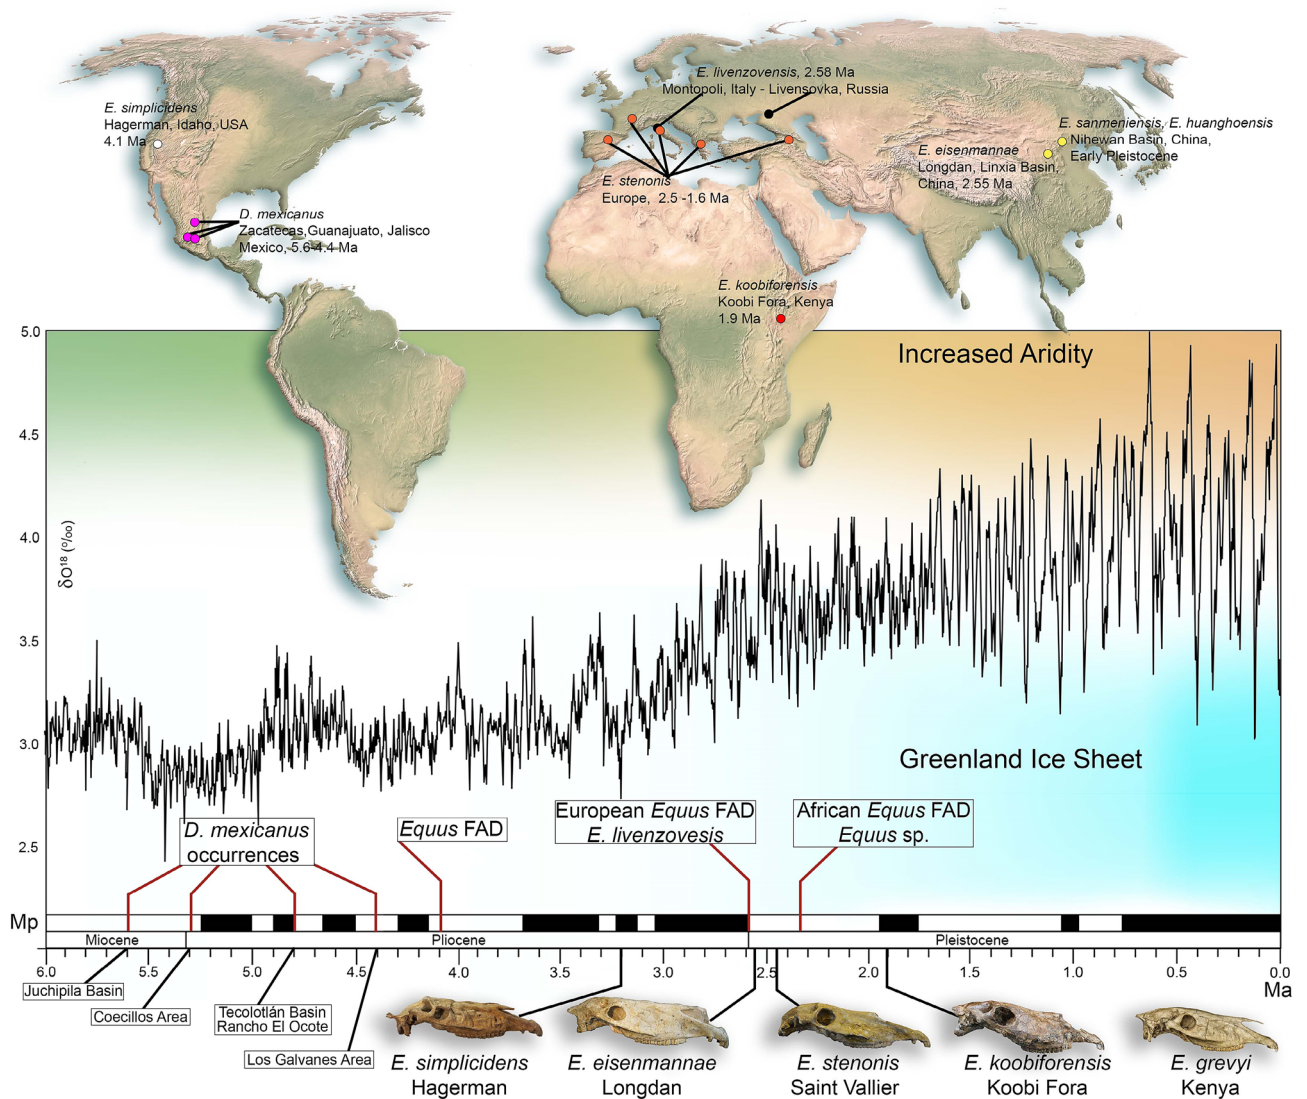 E. simplicidens
Hagerman, Idaho, USA
4.1 Ma
D. mexicanus
Zacatecas,Guanajuato, Jalisco
Mexico, 5.6-4.4 Ma
E. livenzovensis, 2.58 Ma
Montopoli, Italy - Livensovka, Russia
E. stenonis
Europe, 2.5 -1.6 Ma
E. koobiforensis
Koobi Fora, Kenya
1.9 Ma
E. sanmeniensis, E. huanghoensis
Nihewan Basin, China,
Early Pleistocene
E. eisenmannae
Longdan, Linxia Basin,
China, 2.55 Ma
5.0
4.5
4.0
3.5
3.0
2.5
δO¹⁸ (‰)
Increased Aridity
Greenland Ice Sheet
D. mexicanus
occurrences
Equus FAD
European Equus FAD
E. livenzovesis
African Equus FAD
Equus sp.
Mp
Miocene
Pliocene
Pleistocene
6.0 5.5 5.0 4.5 4.0 3.5 3.0 2.5 2.0 1.5 1.0 0.5 0.0
Ma
Juchipila Basin
Coecillos Area
Tecolotlán Basin
Rancho El Ocote
Los Galvanes Area
E. simplicidens
Hagerman
E. eisenmannae
Longdan
E. stenonis
Saint Vallier
E. koobiforensis
Koobi Fora
E. grevyi
Kenya